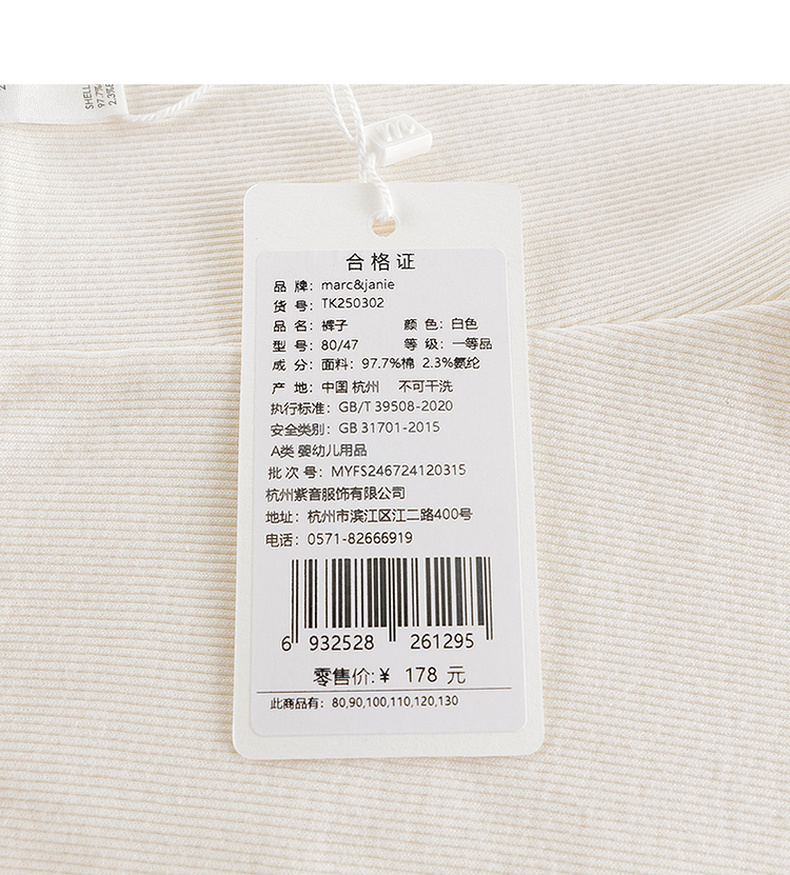 SHELL
97.7%
2.3%
合格证
品 牌：marc&janie
货 号：TK250302
品 名：裤子 颜 色：白色
型 号：80/47 等 级：一等品
成 分：面料：97.7%棉 2.3%氨纶
产 地：中国 杭州 不可干洗
执行标准：GB/T 39508-2020
安全类别：GB 31701-2015
A类 婴幼儿用品
批 次 号：MYFS246724120315
杭州紫音服饰有限公司
地址：杭州市滨江区江二路400号
电话：0571-82666919
6 932528 261295
零售价:￥ 178 元
此商品有：80,90,100,110,120,130